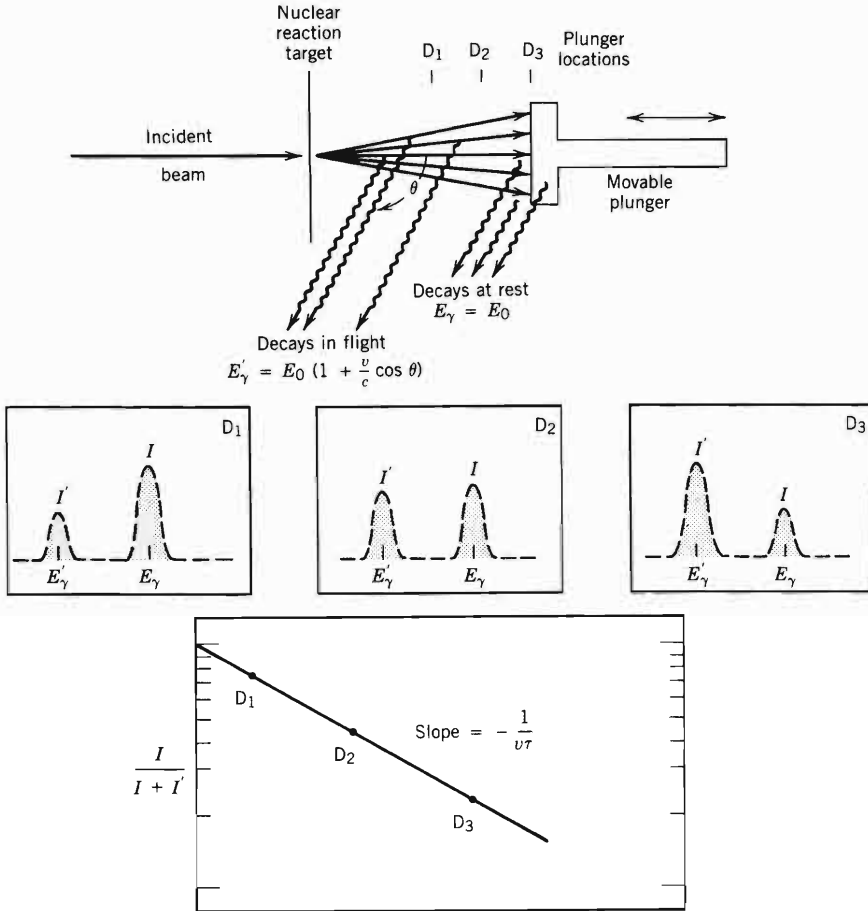 Nuclear
reaction
target
D₁ D₂ D₃
Plunger
locations
Incident
beam
θ
Movable
plunger
Decays at rest
Eγ = E₀
Decays in flight
E′γ = E₀ (1 + v/c cos θ)
D₁
I′
I
E′γ
Eγ
D₂
I′
I
E′γ
Eγ
D₃
I′
I
E′γ
Eγ
D₁
Slope = − 1/vτ
D₂
I / I + I′
D₃